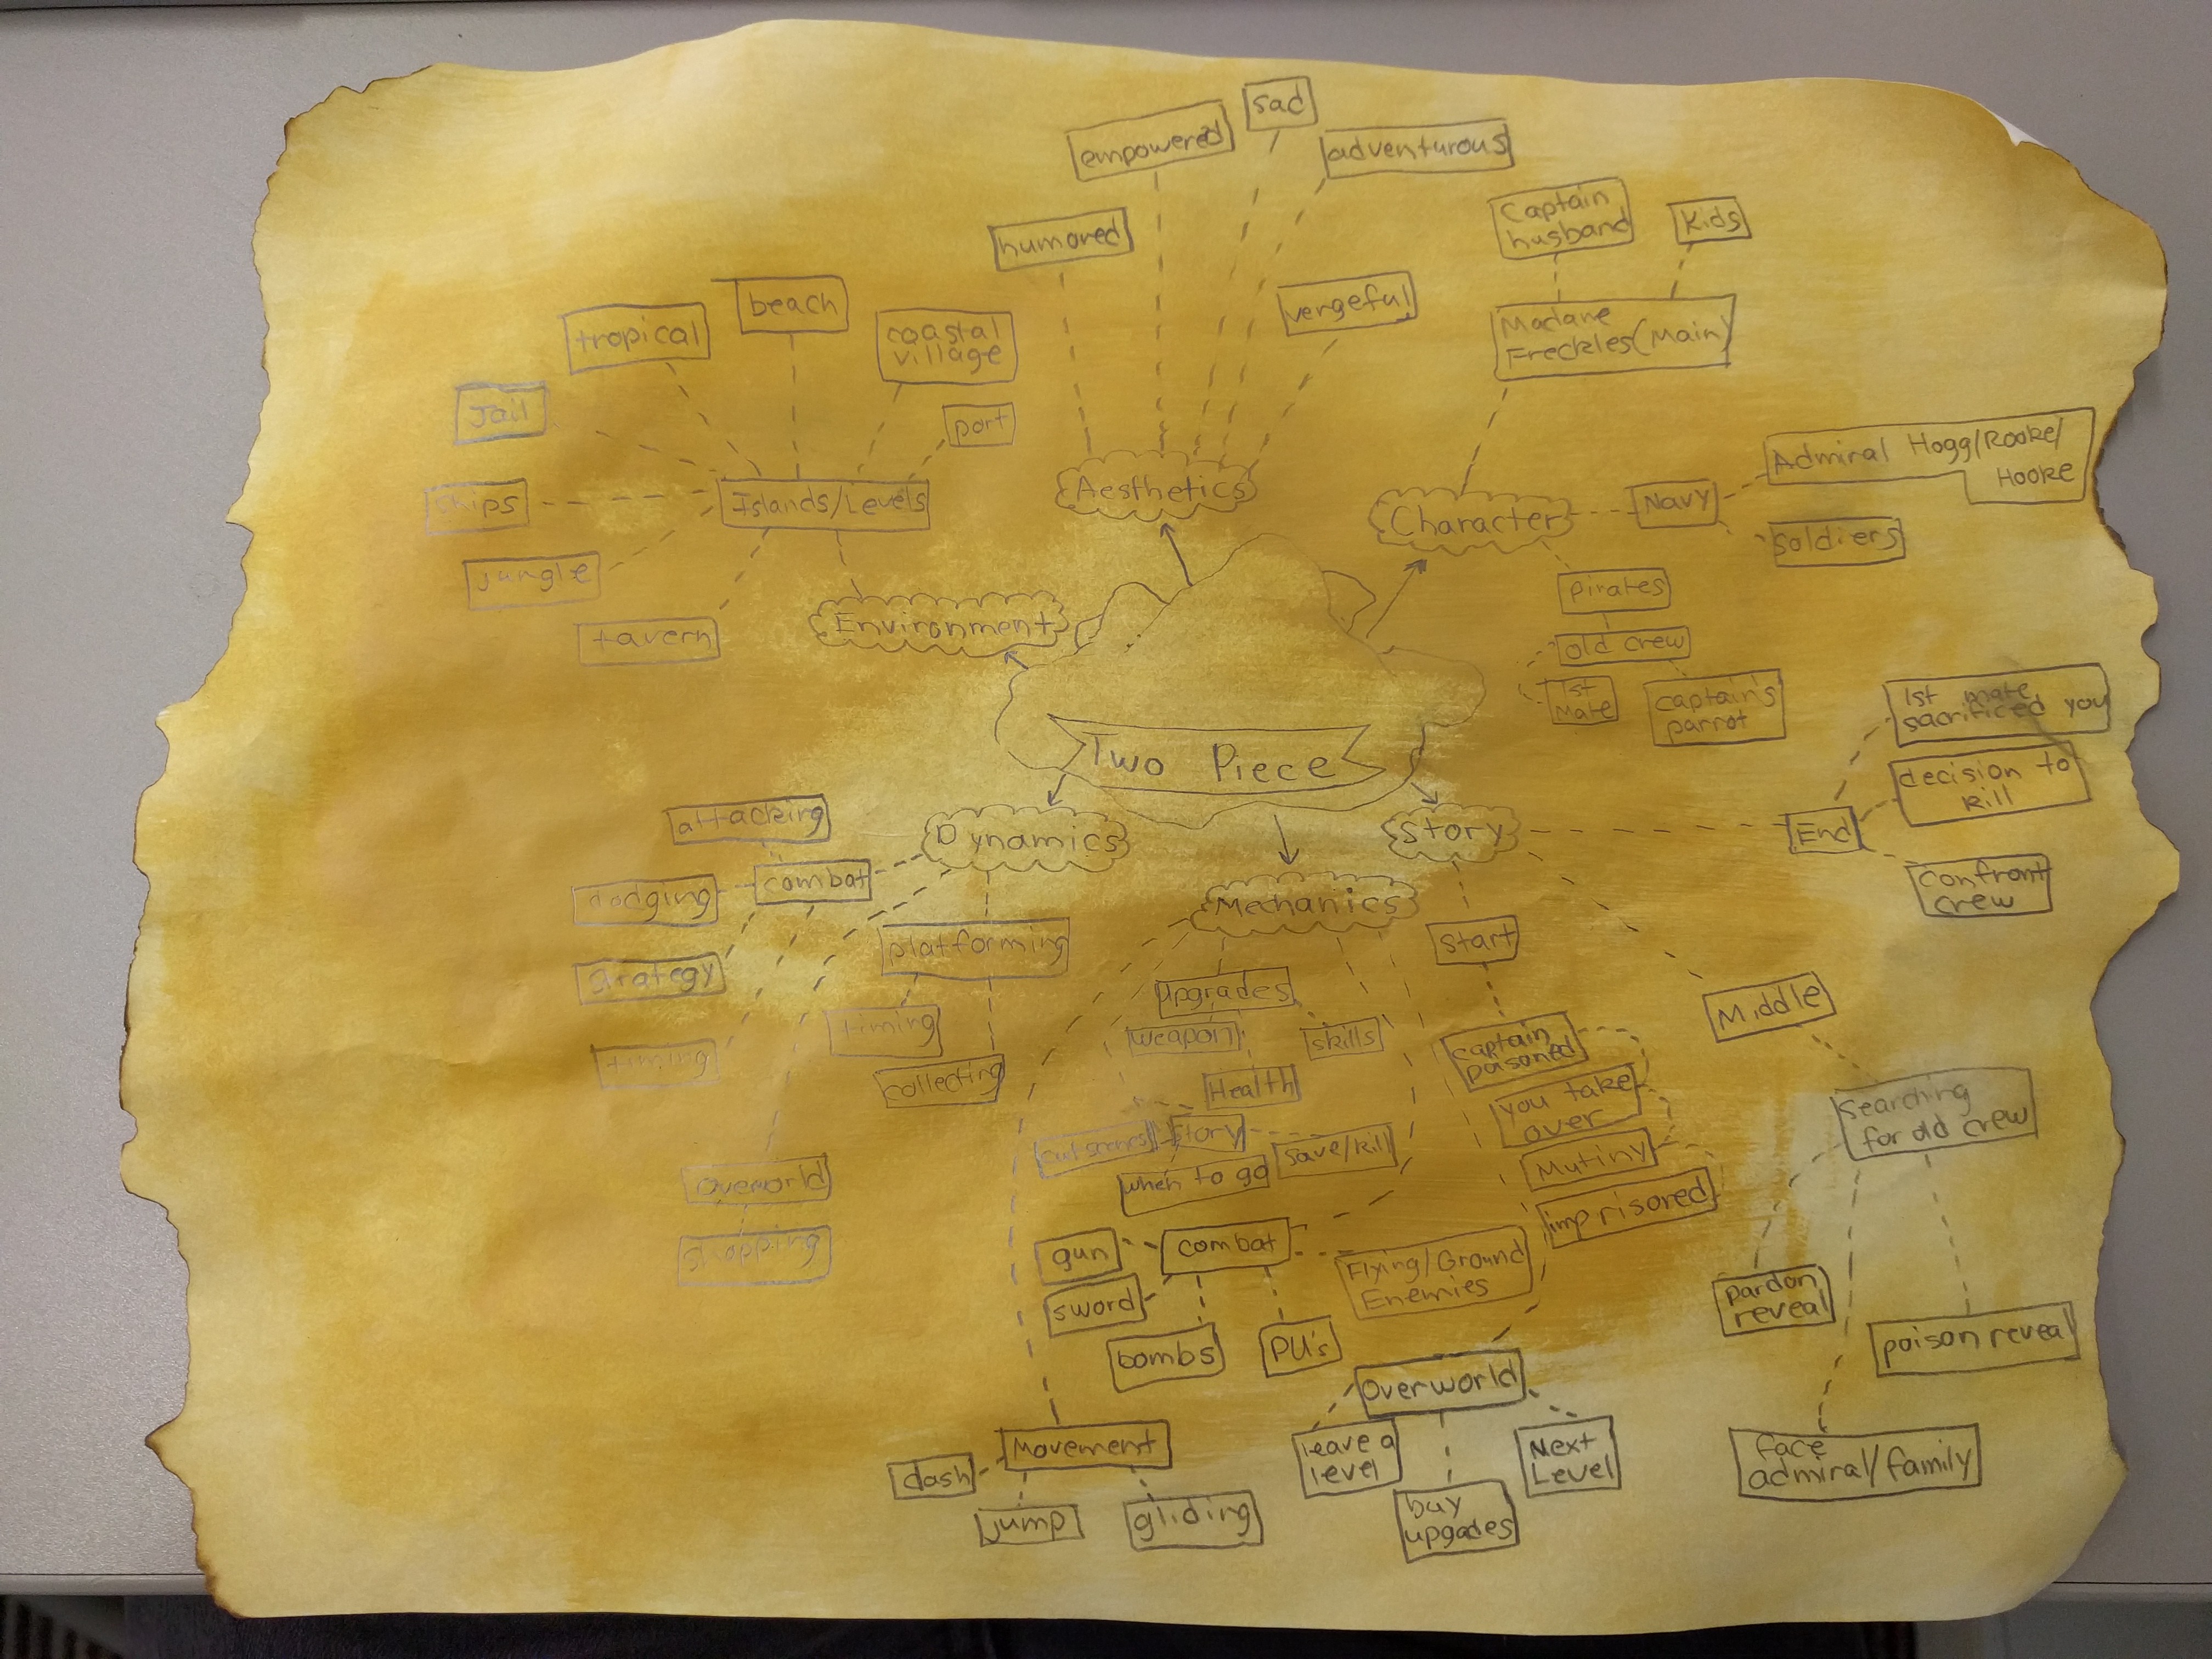 sad
empowered
adventurous
humored
vergeful
Captain
husband
Kids
Madame
Freckles (Main)
beach
tropical
coastal
village
Jail
port
ships
Islands/Levels
jungle
tavern
Environment
Aesthetics
Character
Navy
Admiral Hogg/Rooke/
Hooke
soldiers
pirates
old crew
1st
Mate
captain's
parrot
Two Piece
Dynamics
attacking
combat
dodging
strategy
timing
platforming
timing
collecting
overworld
shopping
Mechanics
upgrades
weapon
skills
Health
cutscenes
story
save/kill
when to go
combat
gun
sword
bombs
PU's
Flying/Ground
Enemies
Movement
dash
jump
gliding
Overworld
leave a
level
buy
upgades
Next
Level
Story
start
captain
poisoned
you take
over
Mutiny
imprisoned
Middle
searching
for old crew
pardon
reveal
poison reveal
face
admiral/family
End
1st mate
sacrificed you
decision to
kill
confront
crew